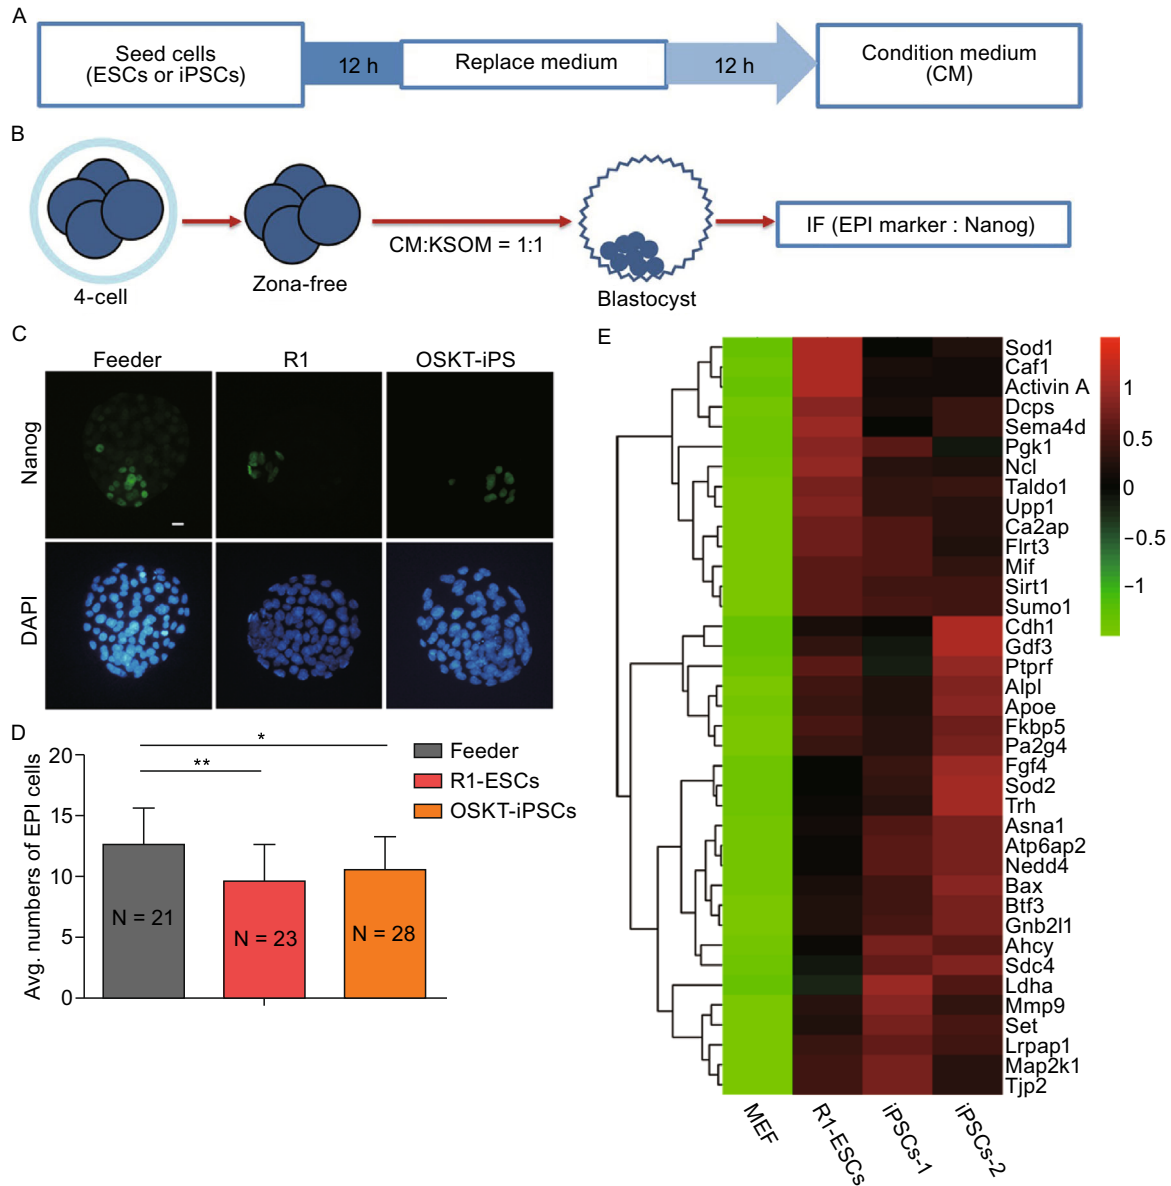 A
Seed cells
(ESCs or iPSCs)
12 h
Replace medium
12 h
Condition medium
(CM)
B
4-cell
Zona-free
CM:KSOM = 1:1
Blastocyst
IF (EPI marker : Nanog)
C
Feeder
R1
OSKT-iPS
Nanog
DAPI
D
Avg. numbers of EPI cells
20
15
10
5
0
*
**
N = 21
N = 23
N = 28
Feeder
R1-ESCs
OSKT-iPSCs
E
Sod1
Caf1
Activin A
Dcps
Sema4d
Pgk1
Ncl
Taldo1
Upp1
Ca2ap
Flrt3
Mif
Sirt1
Sumo1
Cdh1
Gdf3
Ptprf
Alpl
Apoe
Fkbp5
Pa2g4
Fgf4
Sod2
Trh
Asna1
Atp6ap2
Nedd4
Bax
Btf3
Gnb2l1
Ahcy
Sdc4
Ldha
Mmp9
Set
Lrpap1
Map2k1
Tjp2
MEF
R1-ESCs
iPSCs-1
iPSCs-2
1
0.5
0
−0.5
−1